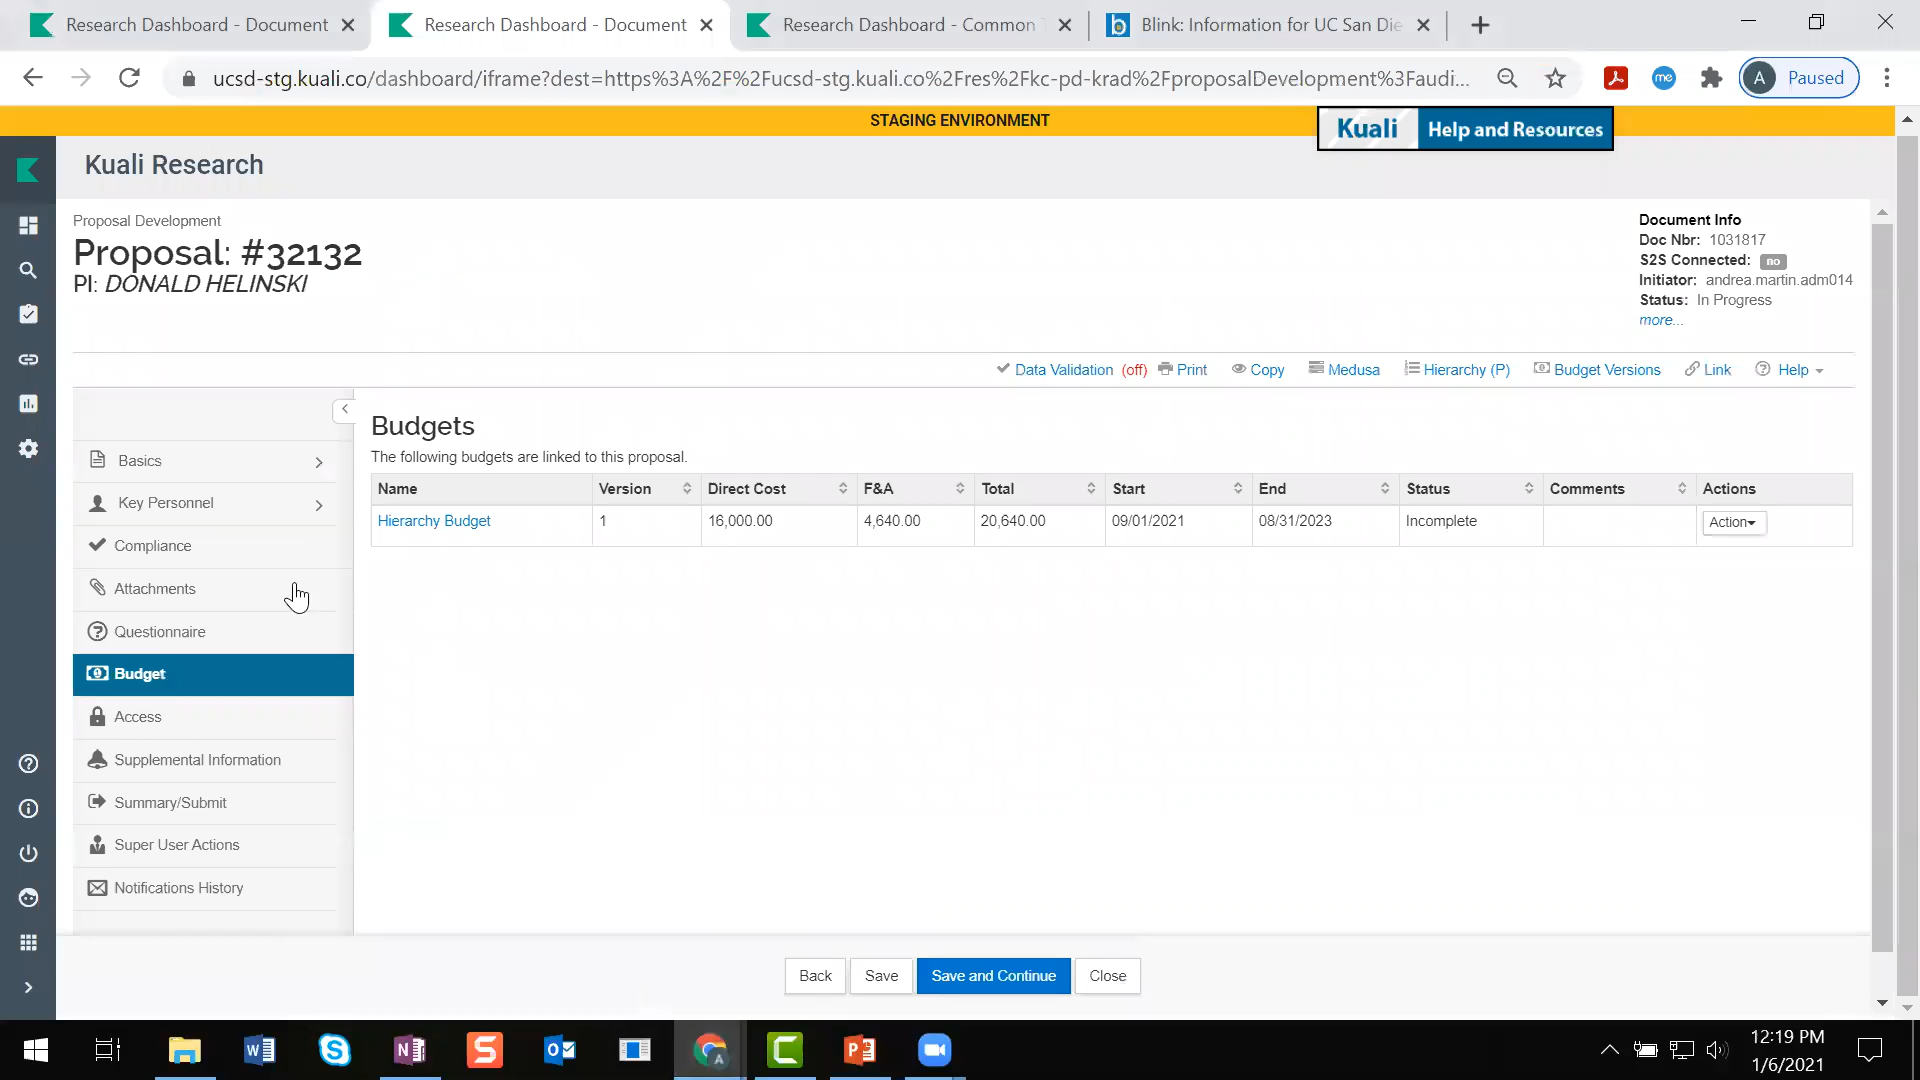 Research Dashboard - Document
Research Dashboard - Document
Research Dashboard - Common
Blink: Information for UC San Die
ucsd-stg.kuali.co/dashboard/iframe?dest=https%3A%2F%2Fucsd-stg.kuali.co%2Fres%2Fkc-pd-krad%2FproposalDevelopment%3Faudi...
me
A Paused
STAGING ENVIRONMENT
Kuali Help and Resources
Kuali Research
Proposal Development
Proposal: #32132
PI: DONALD HELINSKI
Document Info
Doc Nbr: 1031817
S2S Connected: no
Initiator: andrea.martin.adm014
Status: In Progress
more...
Data Validation (off) Print Copy Medusa Hierarchy (P) Budget Versions Link Help
Basics
Key Personnel
Compliance
Attachments
Questionnaire
Budget
Access
Supplemental Information
Summary/Submit
Super User Actions
Notifications History
Budgets
The following budgets are linked to this proposal.
Name Version Direct Cost F&A Total Start End Status Comments Actions
Hierarchy Budget 1 16,000.00 4,640.00 20,640.00 09/01/2021 08/31/2023 Incomplete Action
Back Save Save and Continue Close
12:19 PM
1/6/2021